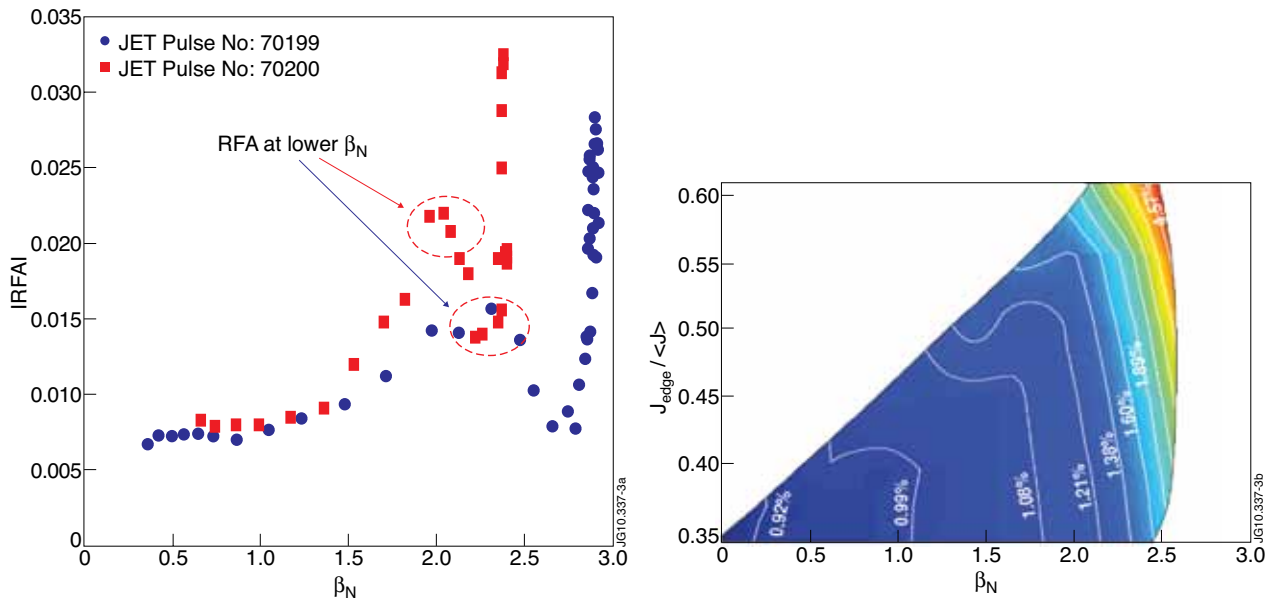 0.035
JET Pulse No: 70199
JET Pulse No: 70200
0.030
RFA at lower βN
0.025
0.020
IRFAI
0.015
0.010
0.005
0
0 0.5 1.0 1.5 2.0 2.5 3.0
βN
JG10.337-3a
0.60
0.55
0.50
Jedge / <J>
0.45
0.40
0.35
0.92%
0.99%
1.08%
1.21%
1.38%
1.60%
1.89%
0 0.5 1.0 1.5 2.0 2.5 3.0
βN
JG10.337-3b